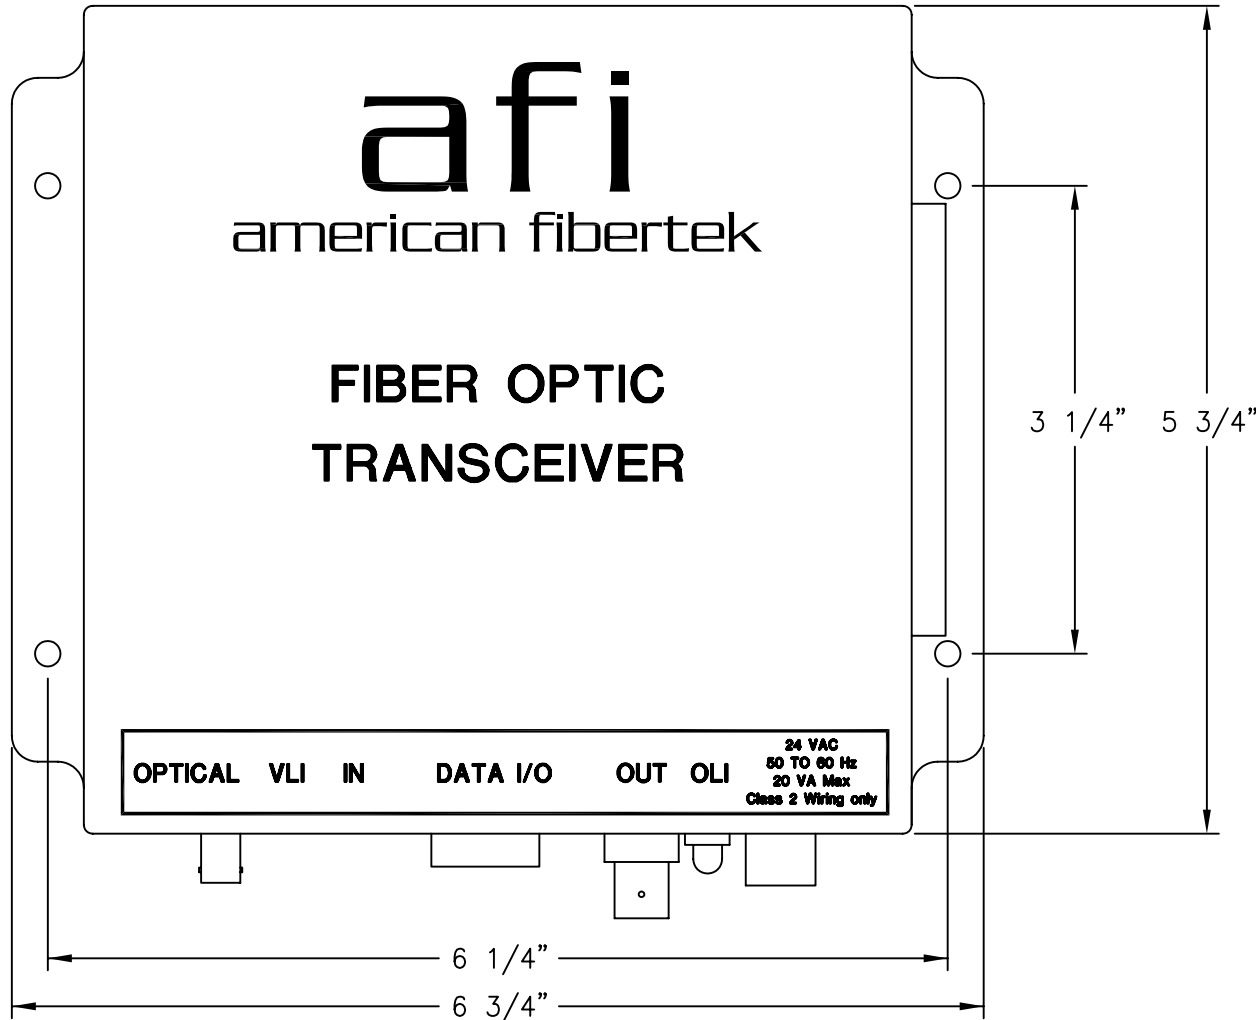 afi
american fibertek
FIBER OPTIC
TRANSCEIVER
3 1/4” 5 3/4”
OPTICAL VLI IN DATA I/O OUT OLI
24 VAC
50 TO 60 Hz
20 VA Max
Class 2 Wiring only
6 1/4”
6 3/4”